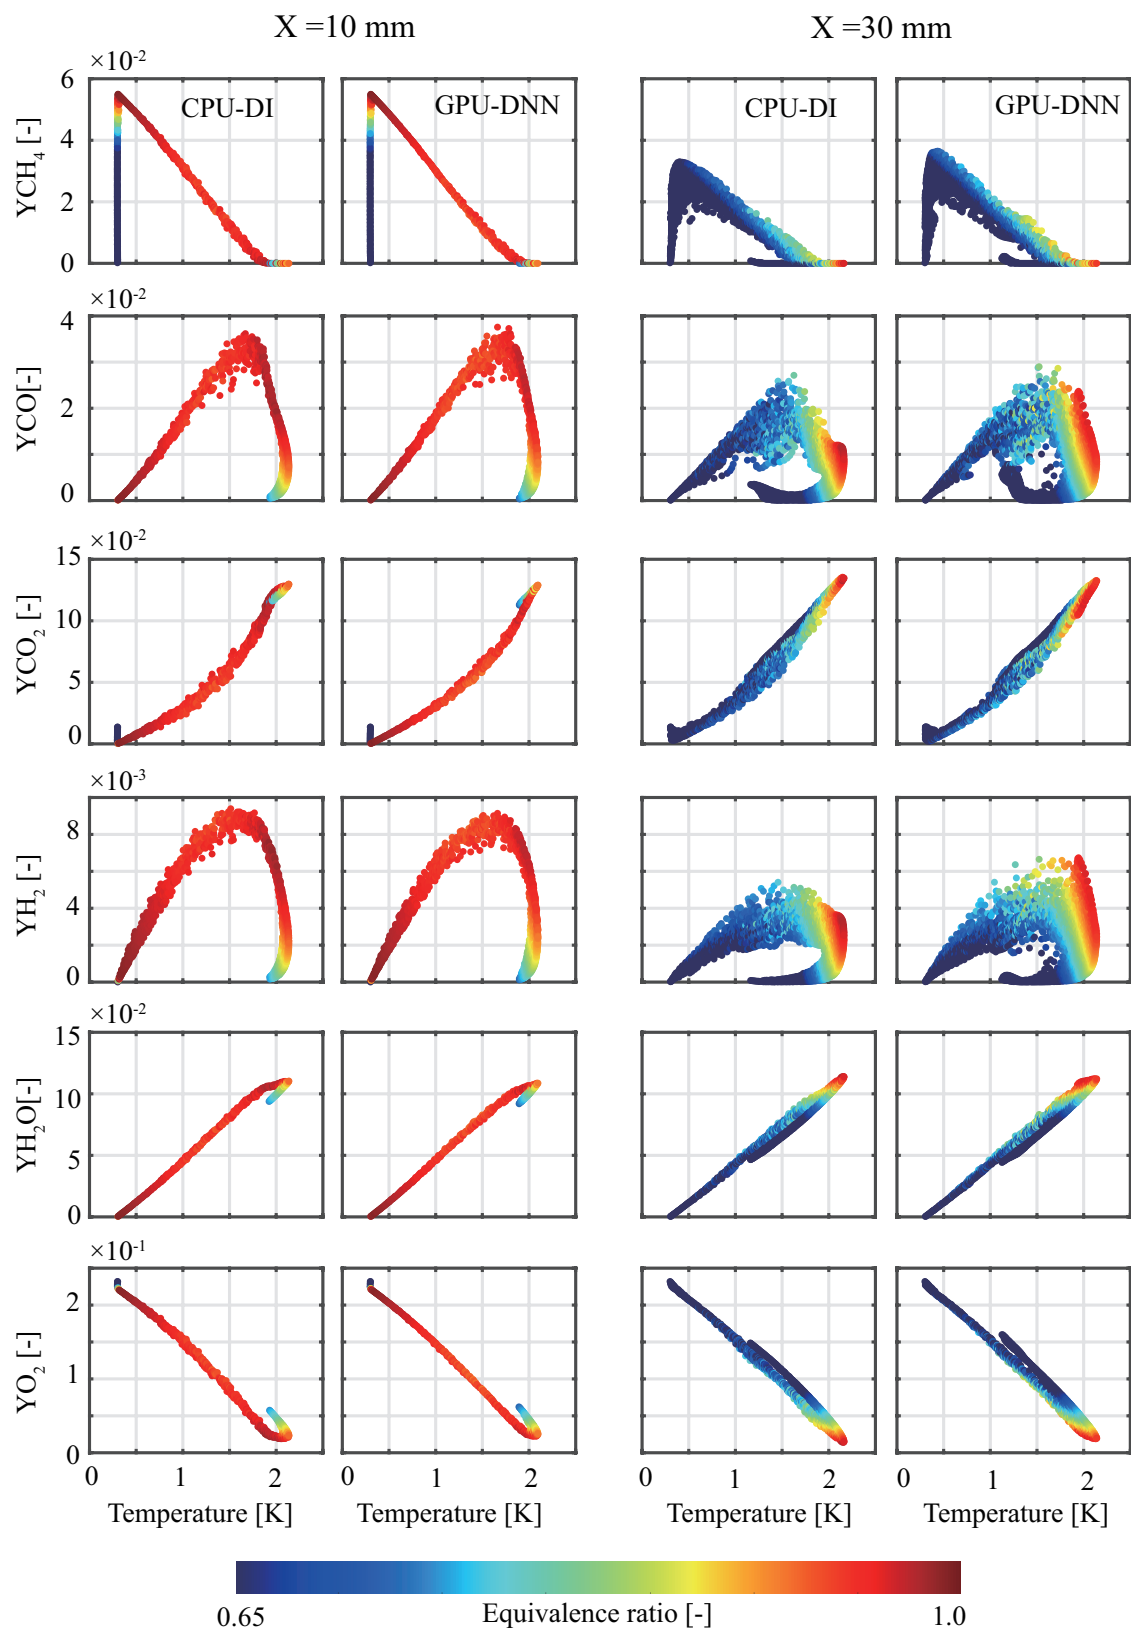 X =10 mm X =30 mm
×10-2
6 CPU-DI GPU-DNN CPU-DI GPU-DNN
4
YCH4 [-]
2
0
×10-2
4
YCO[-]
2
0
×10-2
15
10
YCO2 [-]
5
0
×10-3
8
YH2 [-]
4
0
×10-2
15
10
YH2O[-]
5
0
×10-1
2
YO2 [-]
1
0
0 1 2 0 1 2 0 1 2 0 1 2
Temperature [K] Temperature [K] Temperature [K] Temperature [K]
0.65 Equivalence ratio [-] 1.0